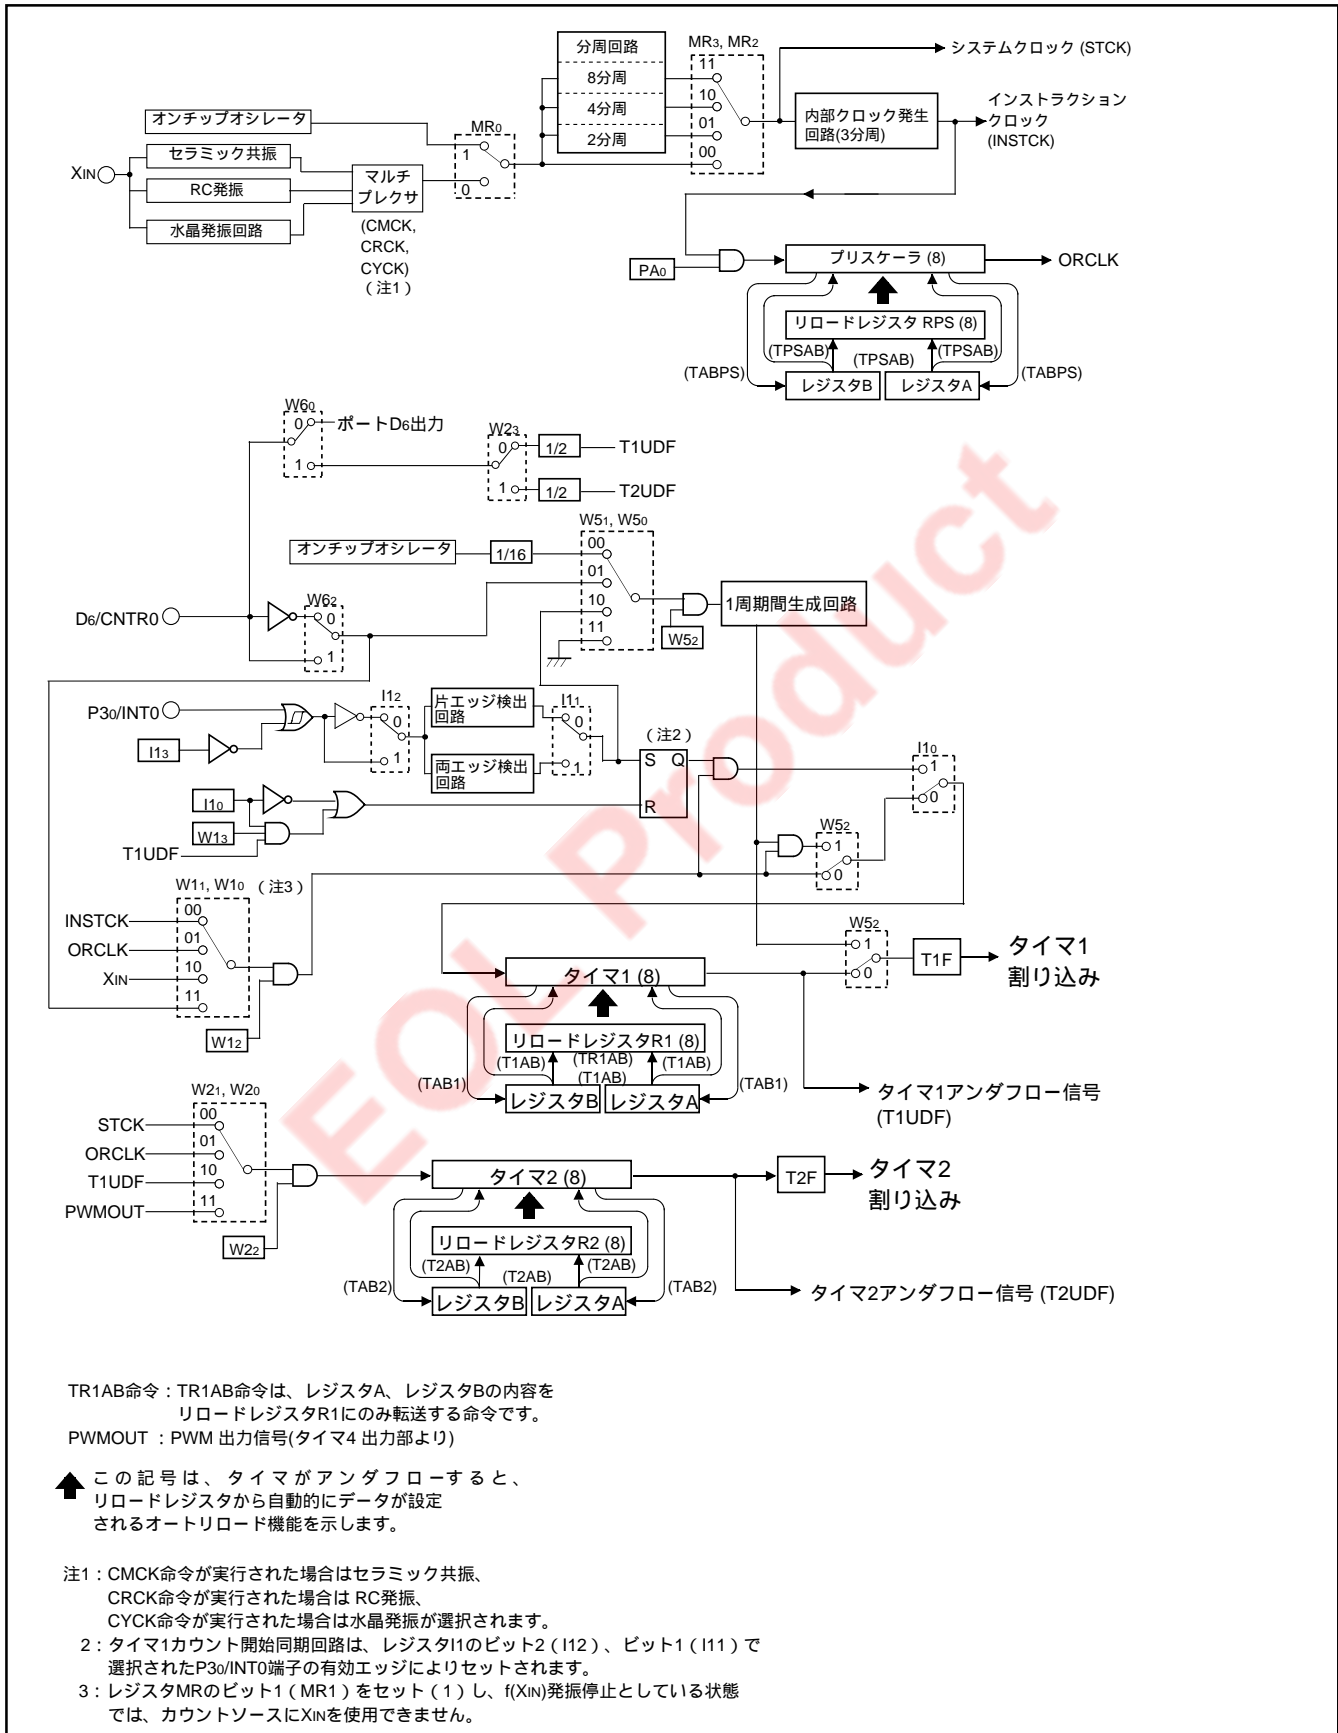 分周回路
8分周
4分周
2分周
MR3, MR2
11
10
01
00
システムクロック (STCK)
内部クロック発生
回路(3分周)
インストラクション
クロック
(INSTCK)
オンチップオシレータ
MR0
1
0
XIN
セラミック共振
RC発振
水晶発振回路
マルチ
プレクサ
(CMCK,
CRCK,
CYCK)
（注1）
PA0
プリスケーラ (8)
ORCLK
リロードレジスタ RPS (8)
(TPSAB)
(TPSAB)
(TPSAB)
(TABPS)
(TABPS)
レジスタB
レジスタA
W60
0
ポートD6出力
1
W23
0
1/2
T1UDF
1
1/2
T2UDF
オンチップオシレータ
1/16
W51, W50
00
01
10
11
W52
1周期間生成回路
D6/CNTR0
W62
0
1
P30/INT0
I13
I12
0
1
片エッジ検出
回路
両エッジ検出
回路
I11
0
1
（注2）
S Q
R
I10
1
0
I10
W13
T1UDF
W52
1
0
W11, W10 （注3）
INSTCK
00
ORCLK
01
XIN
10
11
W12
W52
1
0
T1F
タイマ1
割り込み
タイマ1 (8)
リロードレジスタR1 (8)
(T1AB)
(TR1AB)
(T1AB)
(T1AB)
(TAB1)
(TAB1)
レジスタB
レジスタA
タイマ1アンダフロー信号
(T1UDF)
W21, W20
STCK
00
ORCLK
01
T1UDF
10
PWMOUT
11
W22
タイマ2 (8)
T2F
タイマ2
割り込み
リロードレジスタR2 (8)
(T2AB)
(T2AB)
(T2AB)
(TAB2)
(TAB2)
レジスタB
レジスタA
タイマ2アンダフロー信号 (T2UDF)
EOL Product
TR1AB命令：TR1AB命令は、レジスタA、レジスタBの内容を
リロードレジスタR1にのみ転送する命令です。
PWMOUT ：PWM 出力信号(タイマ4 出力部より)
この記号は、タイマがアンダフローすると、
リロードレジスタから自動的にデータが設定
されるオートリロード機能を示します。
注1：CMCK命令が実行された場合はセラミック共振、
CRCK命令が実行された場合は RC発振、
CYCK命令が実行された場合は水晶発振が選択されます。
2：タイマ1カウント開始同期回路は、レジスタI1のビット2（I12）、ビット1（I11）で
選択されたP30/INT0端子の有効エッジによりセットされます。
3：レジスタMRのビット1（MR1）をセット（1）し、f(XIN)発振停止としている状態
では、カウントソースにXINを使用できません。